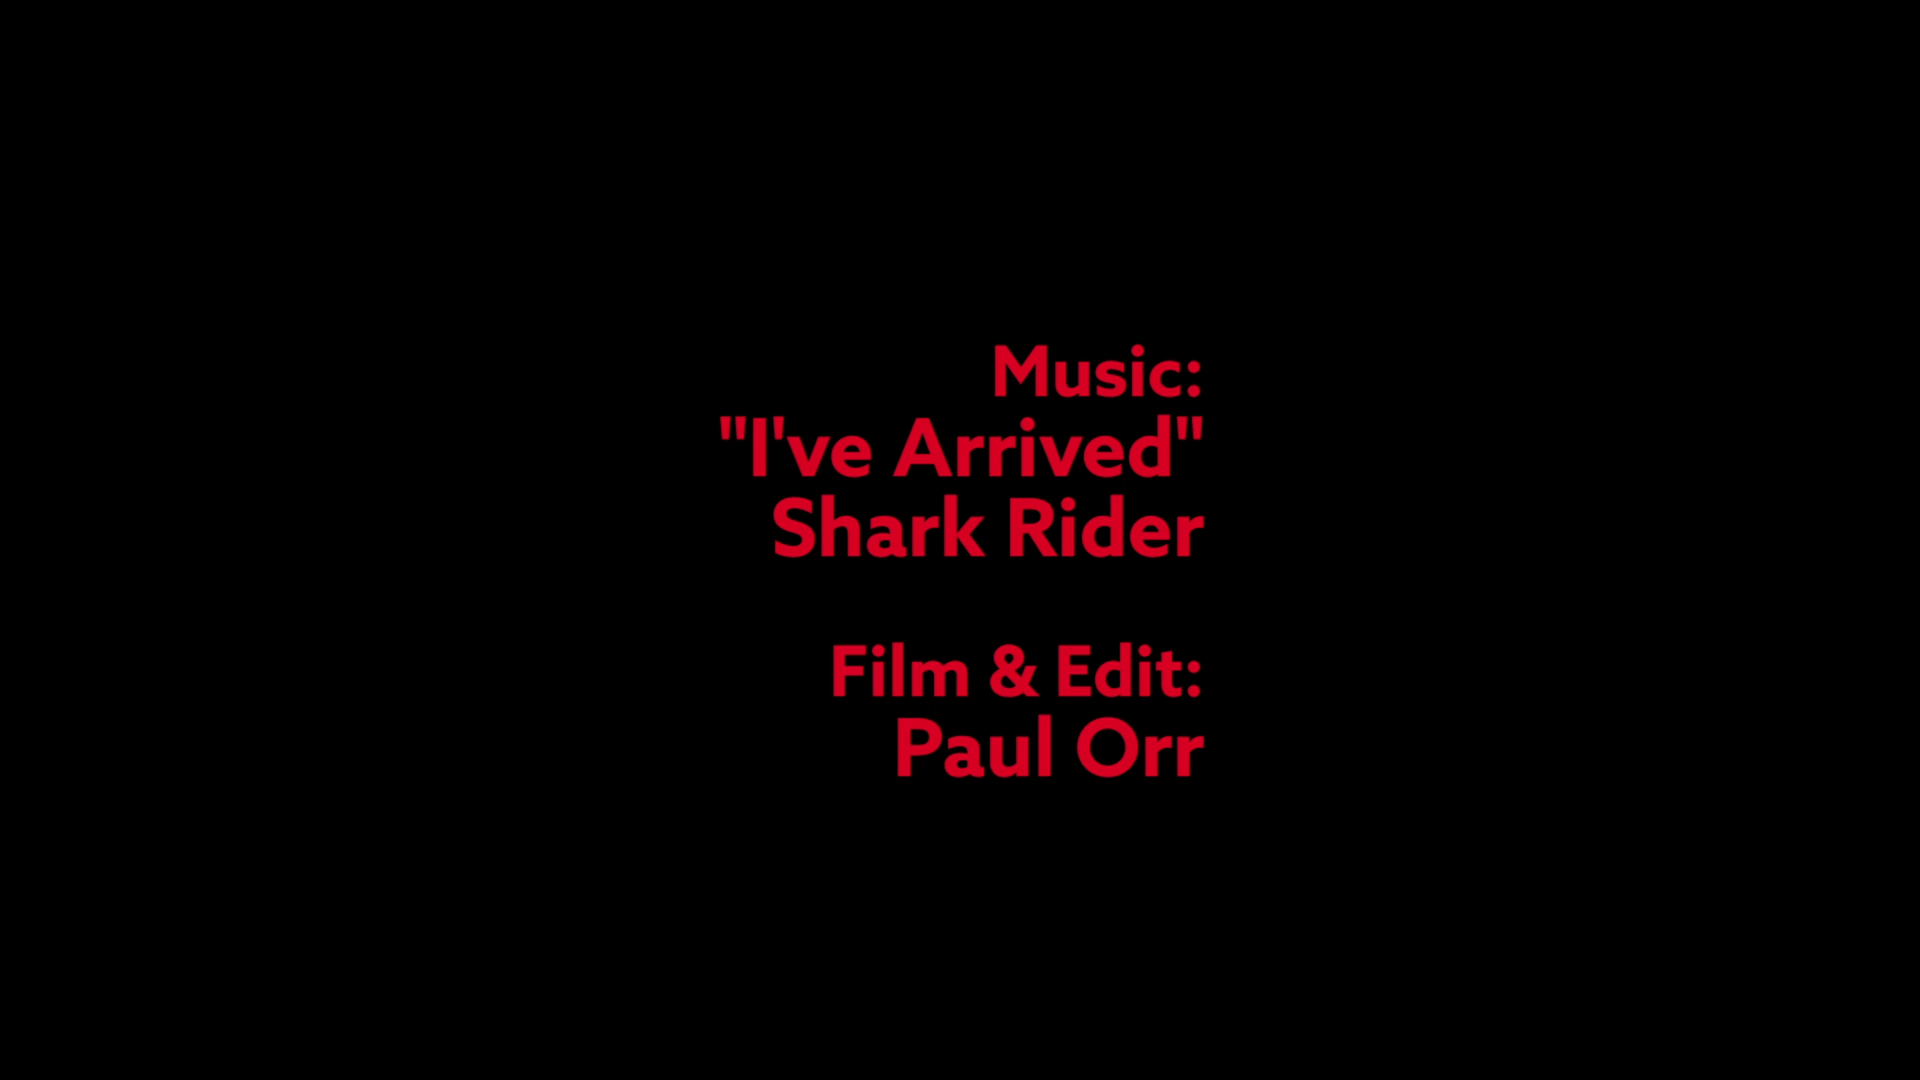 Music:
"I've Arrived"
Shark Rider
Film & Edit:
Paul Orr